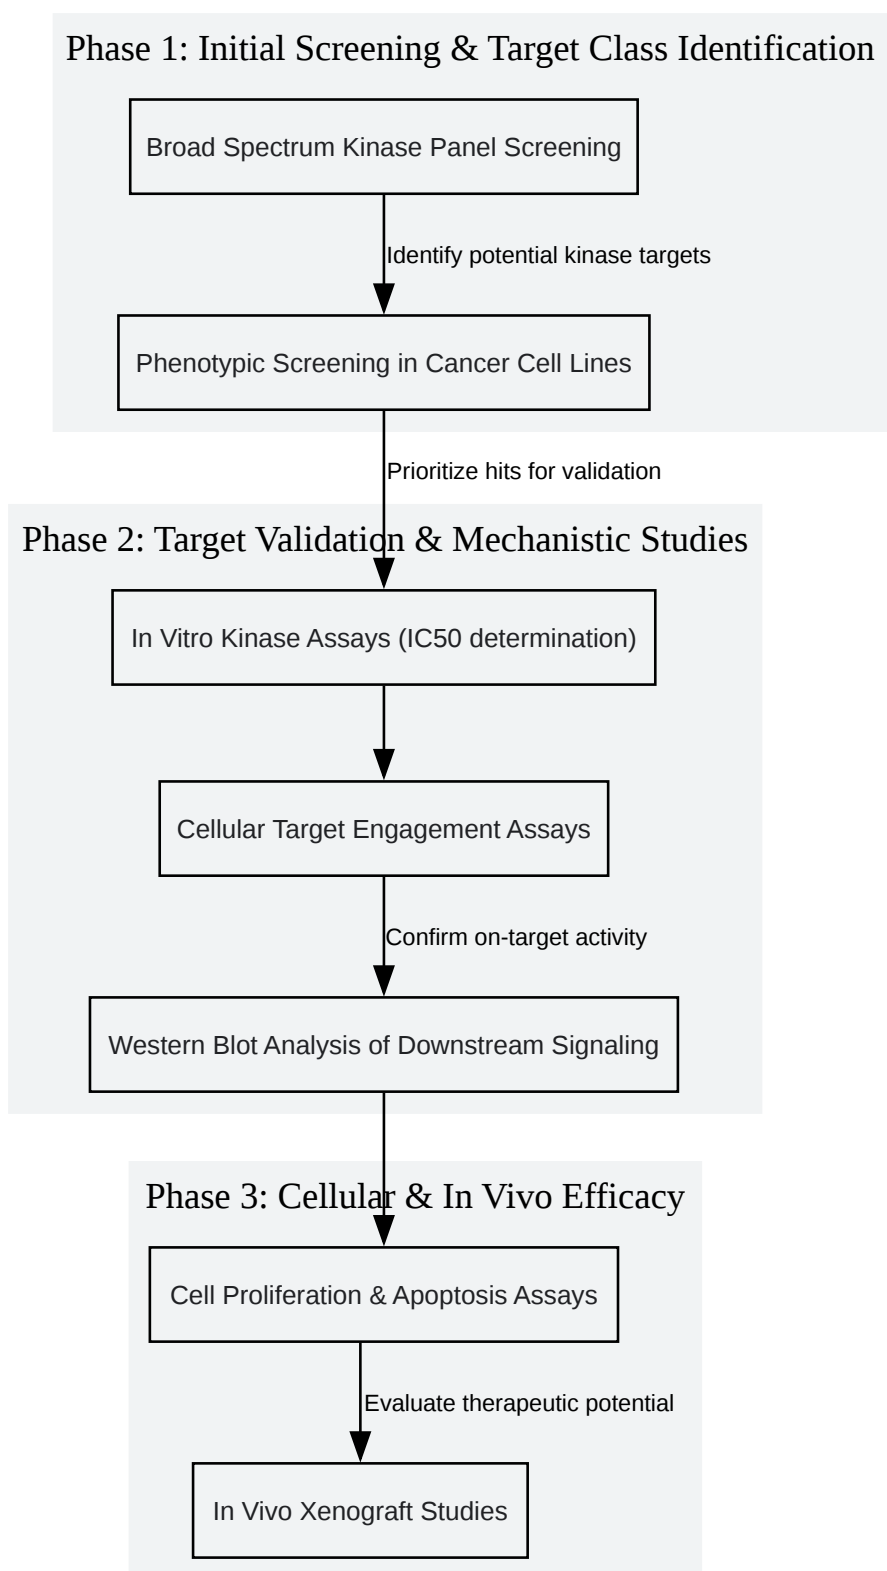 Phase 1: Initial Screening & Target Class Identification
Broad Spectrum Kinase Panel Screening
Identify potential kinase targets
Phenotypic Screening in Cancer Cell Lines
Prioritize hits for validation
Phase 2: Target Validation & Mechanistic Studies
In Vitro Kinase Assays (IC50 determination)
Cellular Target Engagement Assays
Confirm on-target activity
Western Blot Analysis of Downstream Signaling
Phase 3: Cellular & In Vivo Efficacy
Cell Proliferation & Apoptosis Assays
Evaluate therapeutic potential
In Vivo Xenograft Studies